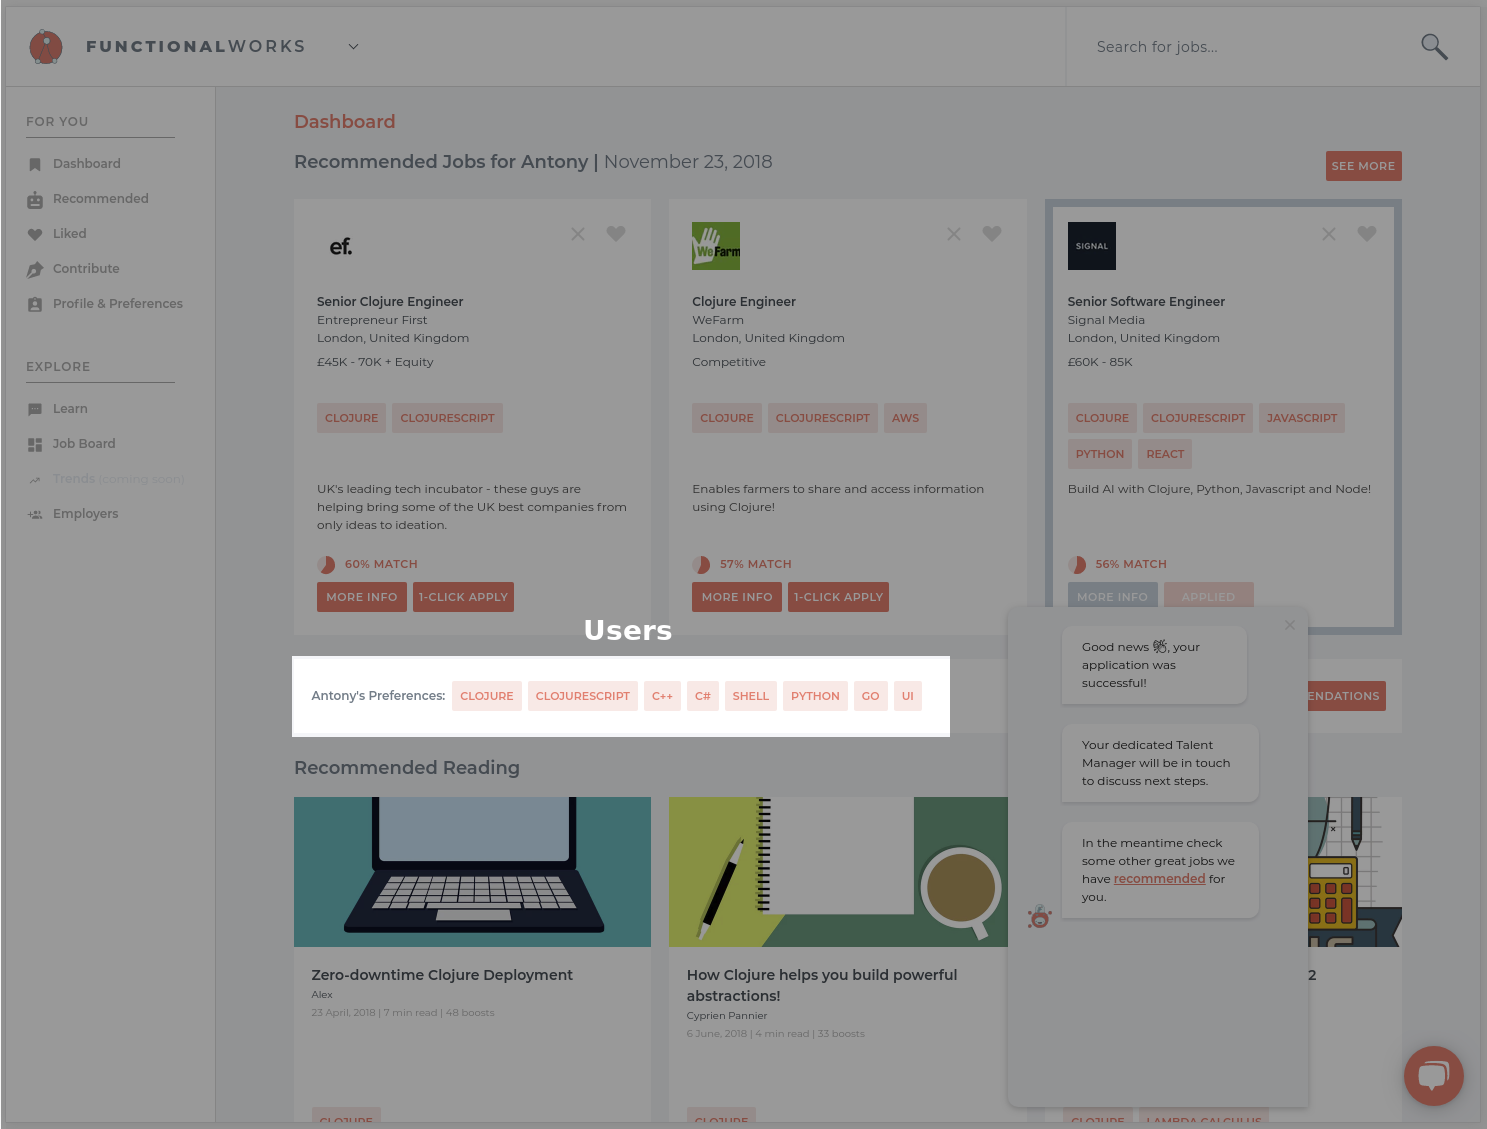 FUNCTIONALWORKS
Search for jobs...
FOR YOU
Dashboard
Recommended
Liked
Contribute
Profile & Preferences
EXPLORE
Learn
Job Board
Trends (coming soon)
Employers
Dashboard
Recommended Jobs for Antony | November 23, 2018
SEE MORE
ef.
Senior Clojure Engineer
Entrepreneur First
London, United Kingdom
£45K - 70K + Equity
CLOJURE CLOJURESCRIPT
UK's leading tech incubator - these guys are
helping bring some of the UK best companies from
only ideas to ideation.
60% MATCH
MORE INFO 1-CLICK APPLY
WeFarm
Clojure Engineer
WeFarm
London, United Kingdom
Competitive
CLOJURE CLOJURESCRIPT AWS
Enables farmers to share and access information
using Clojure!
57% MATCH
MORE INFO 1-CLICK APPLY
SIGNAL
Senior Software Engineer
Signal Media
London, United Kingdom
£60K - 85K
CLOJURE CLOJURESCRIPT JAVASCRIPT
PYTHON REACT
Build AI with Clojure, Python, Javascript and Node!
56% MATCH
MORE INFO APPLIED
Users
Antony's Preferences: CLOJURE CLOJURESCRIPT C++ C# SHELL PYTHON GO UI
ENDATIONS
Good news, your
application was
successful!
Your dedicated Talent
Manager will be in touch
to discuss next steps.
In the meantime check
some other great jobs we
have recommended for
you.
Recommended Reading
Zero-downtime Clojure Deployment
Alex
23 April, 2018 | 7 min read | 48 boosts
CLOJURE
How Clojure helps you build powerful
abstractions!
Cyprien Pannier
6 June, 2018 | 4 min read | 33 boosts
CLOJURE
0
2
CLOJURE LAMBDA CALCULUS